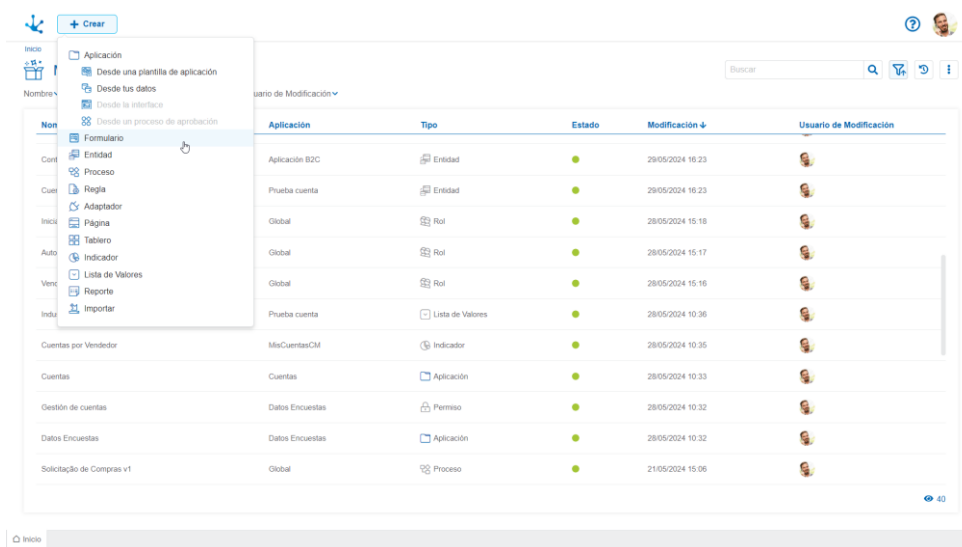 Crear
Inicio
Aplicación
Desde una plantilla de aplicación
Desde tus datos
Desde la interface
Desde un proceso de aprobación
Formulario
Entidad
Proceso
Regla
Adaptador
Página
Tablero
Indicador
Lista de Valores
Reporte
Importar
Buscar
Nombre
uario de Modificación
Aplicación Tipo Estado Modificación Usuario de Modificación
Aplicación B2C Entidad 29/05/2024 16:23
Prueba cuenta Entidad 29/05/2024 16:23
Global Rol 28/05/2024 15:18
Global Rol 28/05/2024 15:17
Global Rol 28/05/2024 15:16
Prueba cuenta Lista de Valores 28/05/2024 10:36
Cuentas por Vendedor MisCuentasCM Indicador 28/05/2024 10:35
Cuentas Cuentas Aplicación 28/05/2024 10:33
Gestión de cuentas Datos Encuestas Permiso 28/05/2024 10:32
Datos Encuestas Datos Encuestas Aplicación 28/05/2024 10:32
Solicitação de Compras v1 Global Proceso 21/05/2024 15:06
40
Inicio